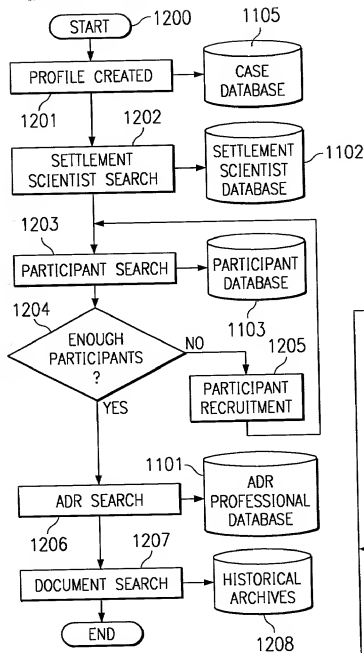 START
1200
1105
PROFILE CREATED
CASE
DATABASE
1201
1202
SETTLEMENT
SCIENTIST SEARCH
SETTLEMENT
SCIENTIST
DATABASE
1102
1203
PARTICIPANT SEARCH
PARTICIPANT
DATABASE
1103
1204
ENOUGH
PARTICIPANTS
?
NO
1205
PARTICIPANT
RECRUITMENT
YES
1101
ADR SEARCH
ADR
PROFESSIONAL
DATABASE
1206
1207
DOCUMENT SEARCH
HISTORICAL
ARCHIVES
END
1208